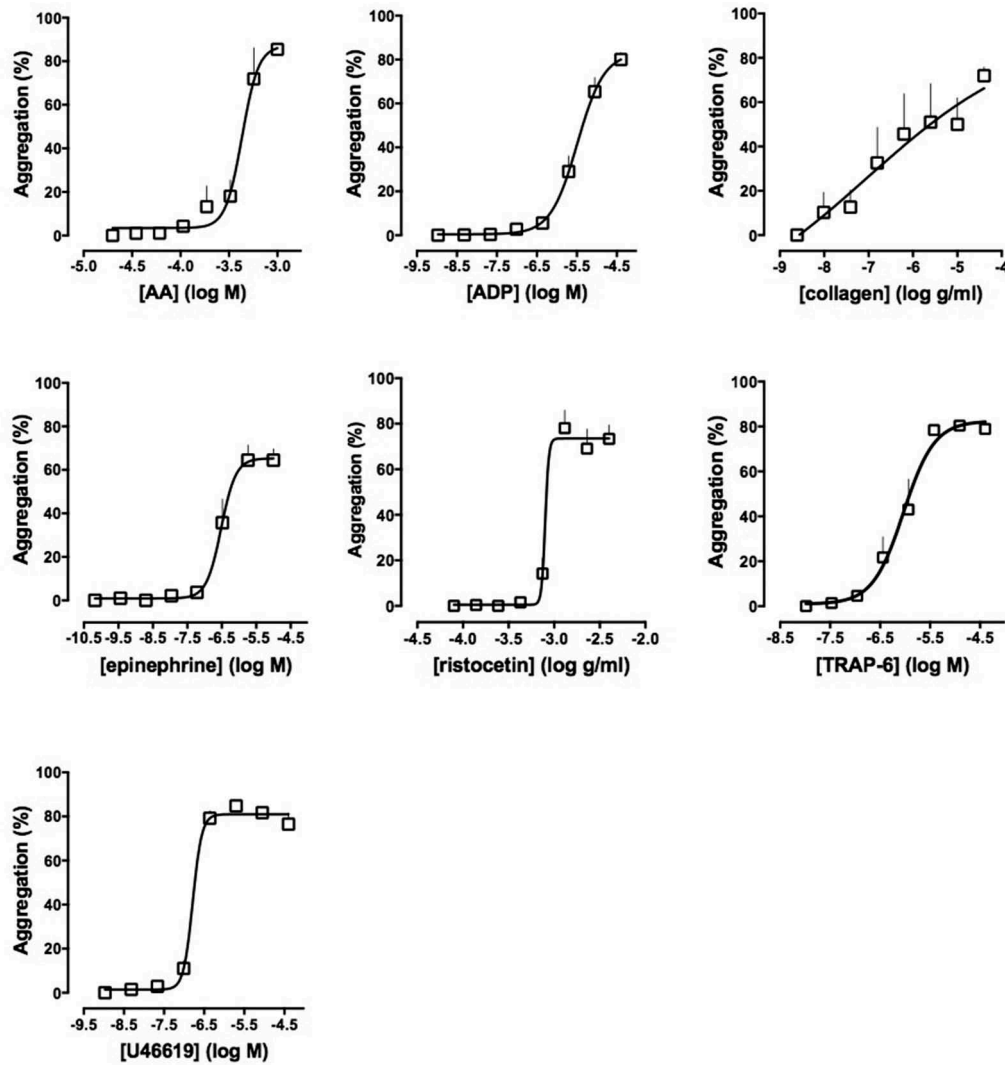 Aggregation (%)
100
80
60
40
20
0
-5.0 -4.5 -4.0 -3.5 -3.0
[AA] (log M)
Aggregation (%)
100
80
60
40
20
0
-9.5 -8.5 -7.5 -6.5 -5.5 -4.5
[ADP] (log M)
Aggregation (%)
100
80
60
40
20
0
-9 -8 -7 -6 -5 -4
[collagen] (log g/ml)
Aggregation (%)
100
80
60
40
20
0
-10.5 -9.5 -8.5 -7.5 -6.5 -5.5 -4.5
[epinephrine] (log M)
Aggregation (%)
100
80
60
40
20
0
-4.5 -4.0 -3.5 -3.0 -2.5 -2.0
[ristocetin] (log g/ml)
Aggregation (%)
100
80
60
40
20
0
-8.5 -7.5 -6.5 -5.5 -4.5
[TRAP-6] (log M)
Aggregation (%)
100
80
60
40
20
0
-9.5 -8.5 -7.5 -6.5 -5.5 -4.5
[U46619] (log M)